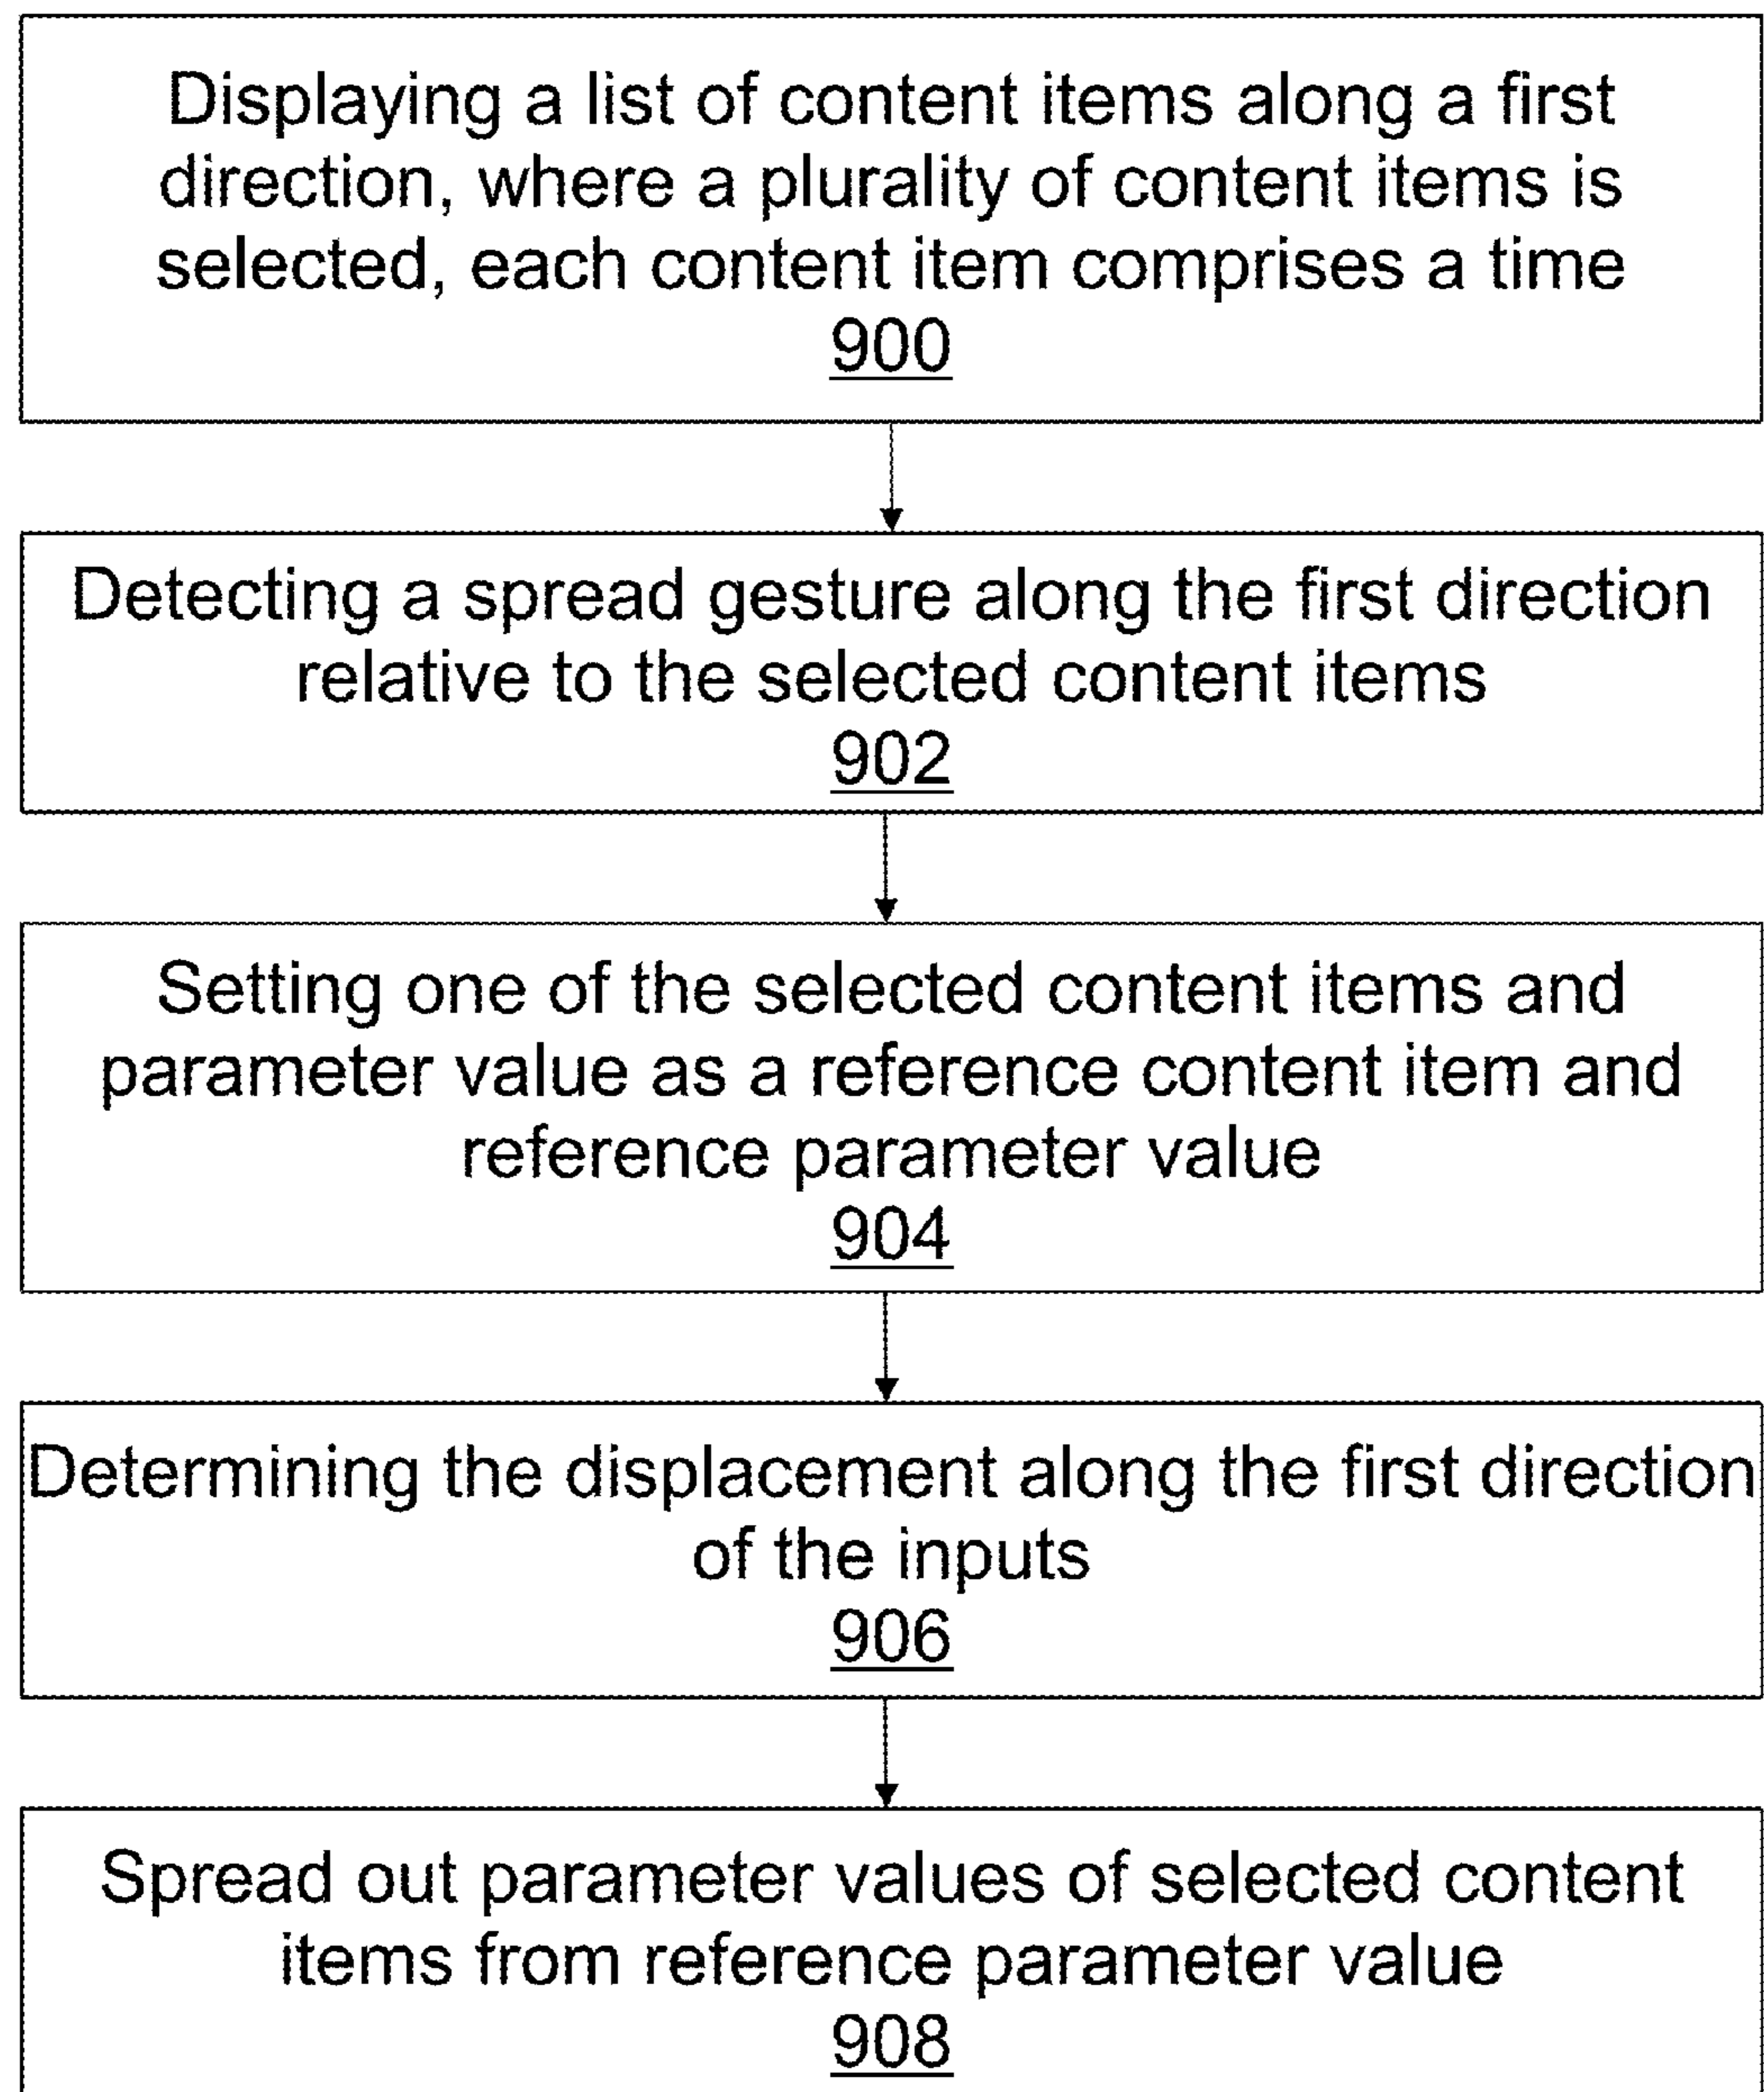 Displaying a list of content items along a first
direction, where a plurality of content items is
selected, each content item comprises a time
900
Detecting a spread gesture along the first direction
relative to the selected content items
902
Setting one of the selected content items and
parameter value as a reference content item and
reference parameter value
904
Determining the displacement along the first direction
of the inputs
906
Spread out parameter values of selected content
items from reference parameter value
908